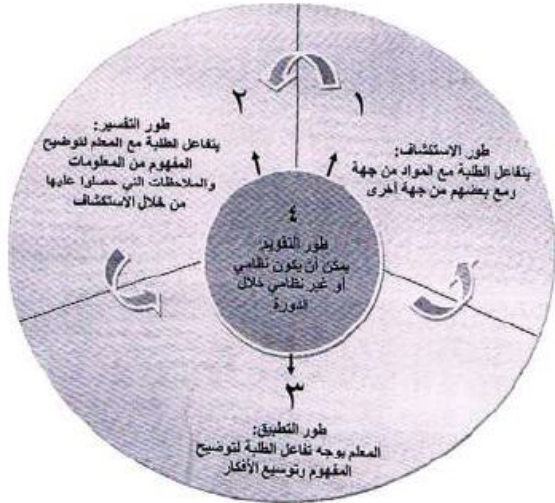 ١
طور الاستكشاف:
يتفاعل الطلبة مع المواد من جهة
ومع بعضهم من جهة أخرى
٢
طور التفسير:
يتفاعل الطلبة مع المعلم لتوضيح
المفهوم من المعلومات
والملاحظات التي حصلوا عليها
من خلال الاستكشاف
٤
طور التقويم:
يمكن أن يكون نظامي
أو غير نظامي خلال
الدورة
٣
طور التطبيق:
المعلم يوجه تفاعل الطلبة لتوضيح
المفهوم وتوسيع الأفكار